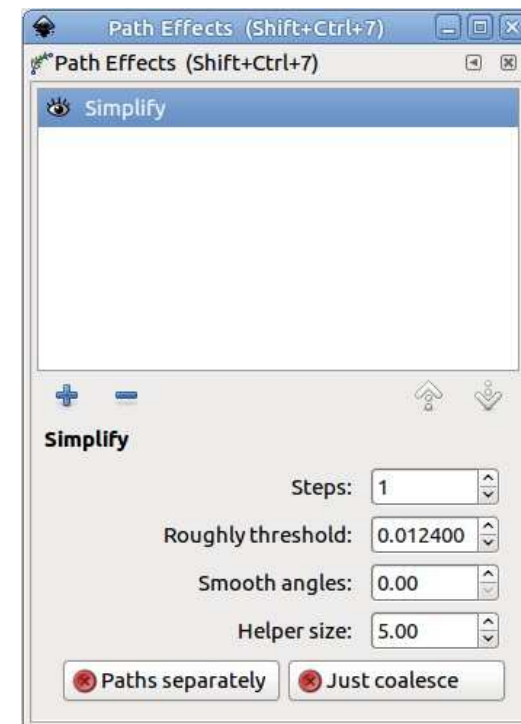 Path Effects (Shift+Ctrl+7)
Path Effects (Shift+Ctrl+7)
Simplify
Simplify
Steps: 1
Roughly threshold: 0.012400
Smooth angles: 0.00
Helper size: 5.00
Paths separately Just coalesce